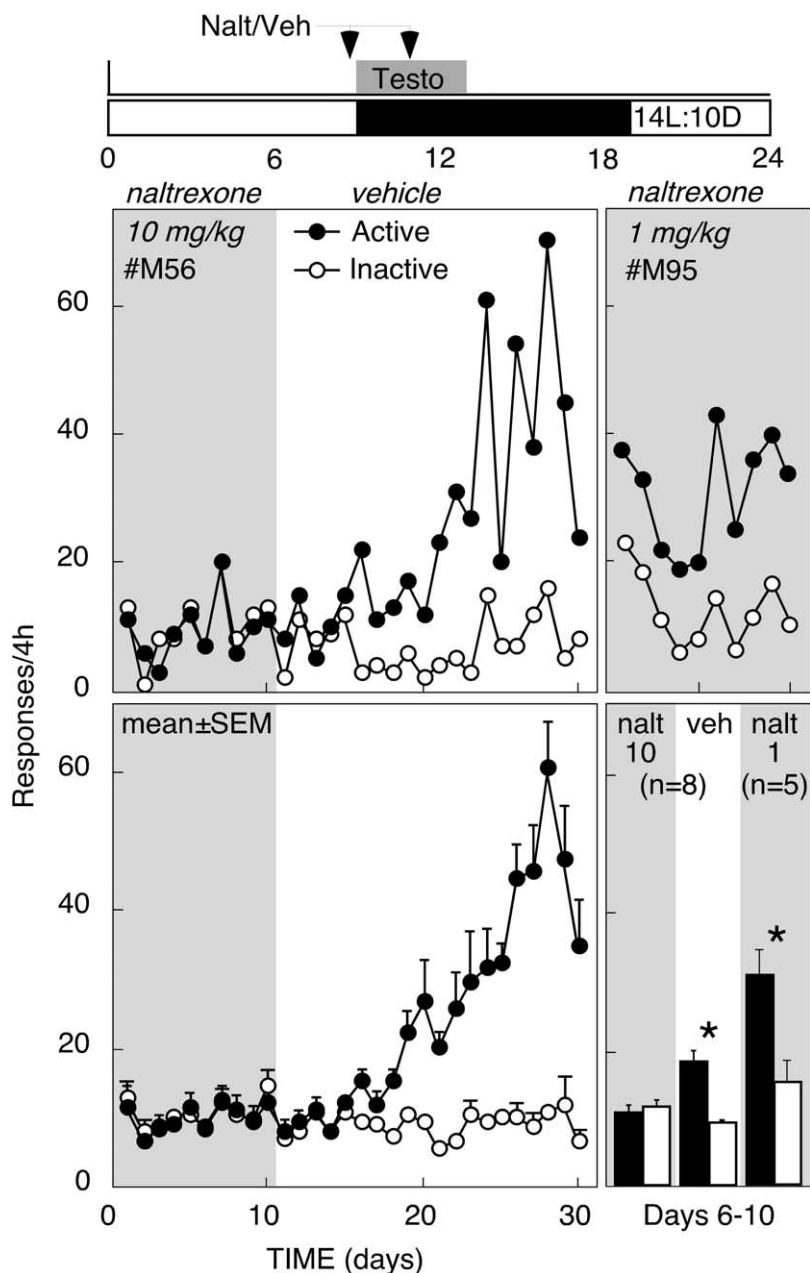 Nalt/Veh
Testo
14L:10D
0 6 12 18 24
naltrexone vehicle naltrexone
10 mg/kg Active 1 mg/kg
#M56 Inactive #M95
60
40
20
0
Responses/4h
mean±SEM nalt veh nalt
10 1
(n=8) (n=5)
60
40
20
0
* *
0 10 20 30 Days 6-10
TIME (days)